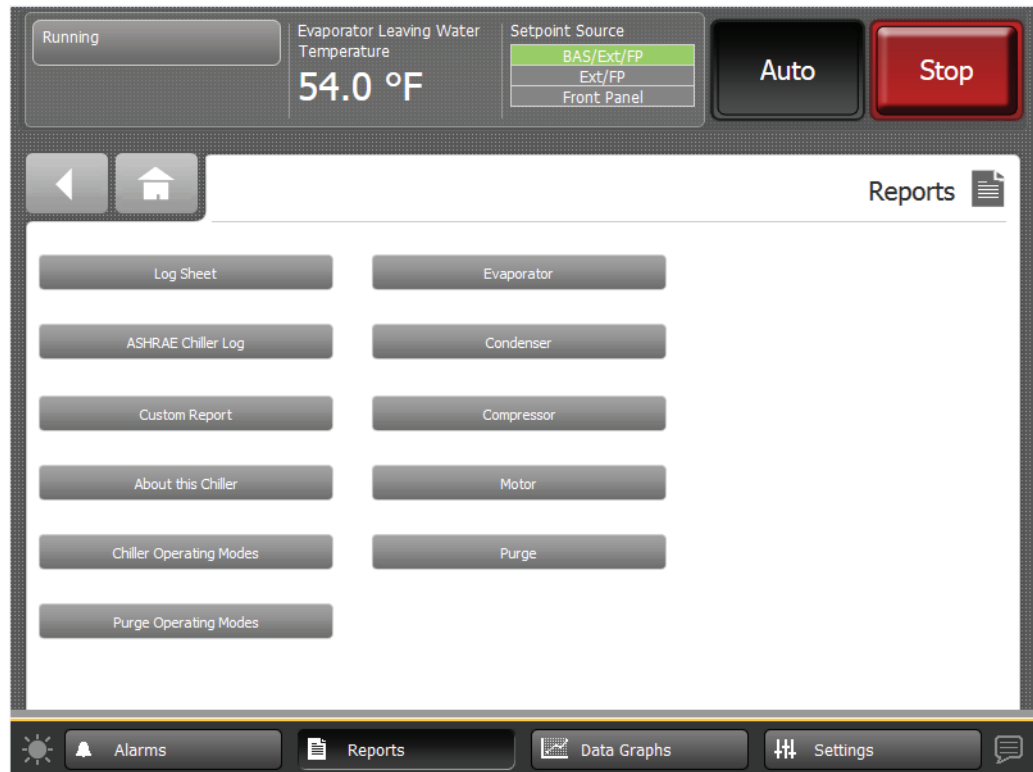 Running
Evaporator Leaving Water
Temperature
54.0 °F
Setpoint Source
BAS/Ext/FP
Ext/FP
Front Panel
Auto
Stop
Reports
Log Sheet
Evaporator
ASHRAE Chiller Log
Condenser
Custom Report
Compressor
About this Chiller
Motor
Chiller Operating Modes
Purge
Purge Operating Modes
Alarms
Reports
Data Graphs
Settings